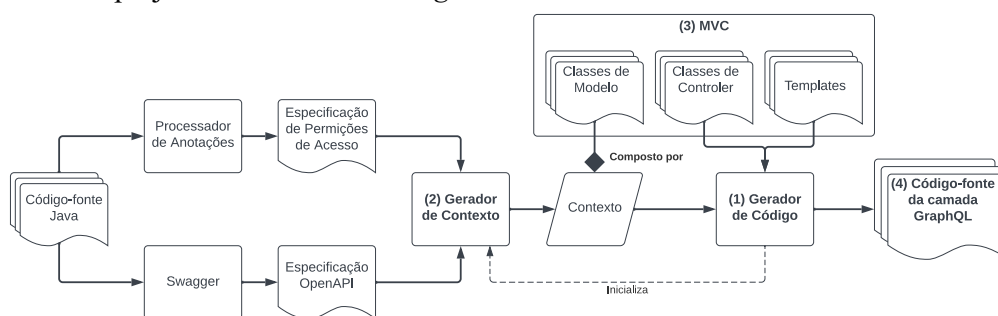 (3) MVC
Classes de
Modelo
Classes de
Controler
Templates
Processador
de Anotações
Especificação
de Permições
de Acesso
Composto por
Código-fonte
Java
(2) Gerador
de Contexto
Contexto
(1) Gerador
de Código
(4) Código-fonte
da camada
GraphQL
Swagger
Especificação
OpenAPI
Inicializa